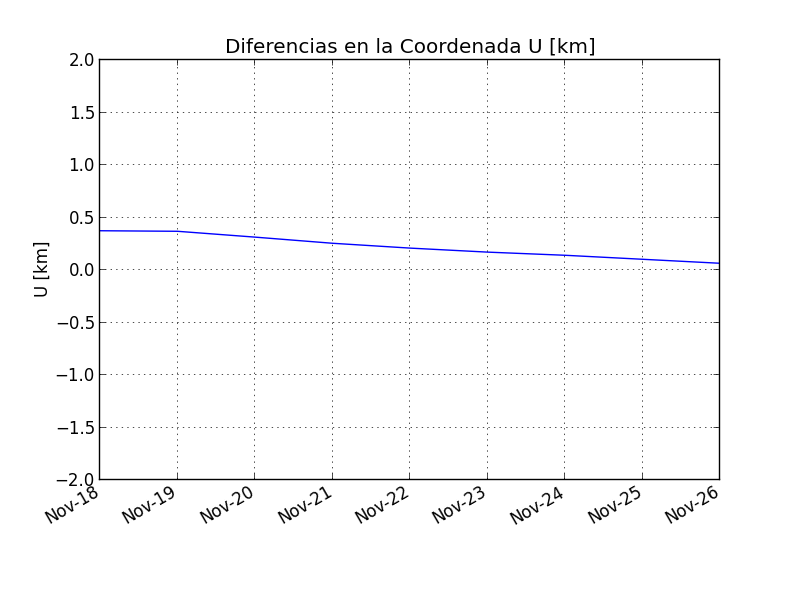 Diferencias en la Coordenada U [km]
2.0
1.5
1.0
0.5
0.0
−0.5
−1.0
−1.5
−2.0
U [km]
Nov-18
Nov-19
Nov-20
Nov-21
Nov-22
Nov-23
Nov-24
Nov-25
Nov-26